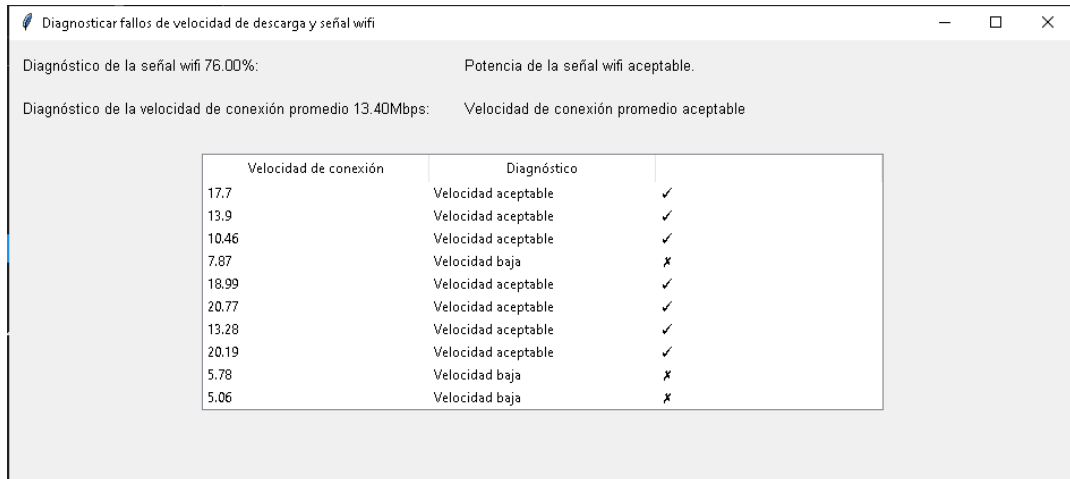 Diagnosticar fallos de velocidad de descarga y señal wifi
Diagnóstico de la señal wifi 76.00%: Potencia de la señal wifi aceptable.
Diagnóstico de la velocidad de conexión promedio 13.40Mbps: Velocidad de conexión promedio aceptable
Velocidad de conexión Diagnóstico
17.7 Velocidad aceptable ✓
13.9 Velocidad aceptable ✓
10.46 Velocidad aceptable ✓
7.87 Velocidad baja ✗
18.99 Velocidad aceptable ✓
20.77 Velocidad aceptable ✓
13.28 Velocidad aceptable ✓
20.19 Velocidad aceptable ✓
5.78 Velocidad baja ✗
5.06 Velocidad baja ✗